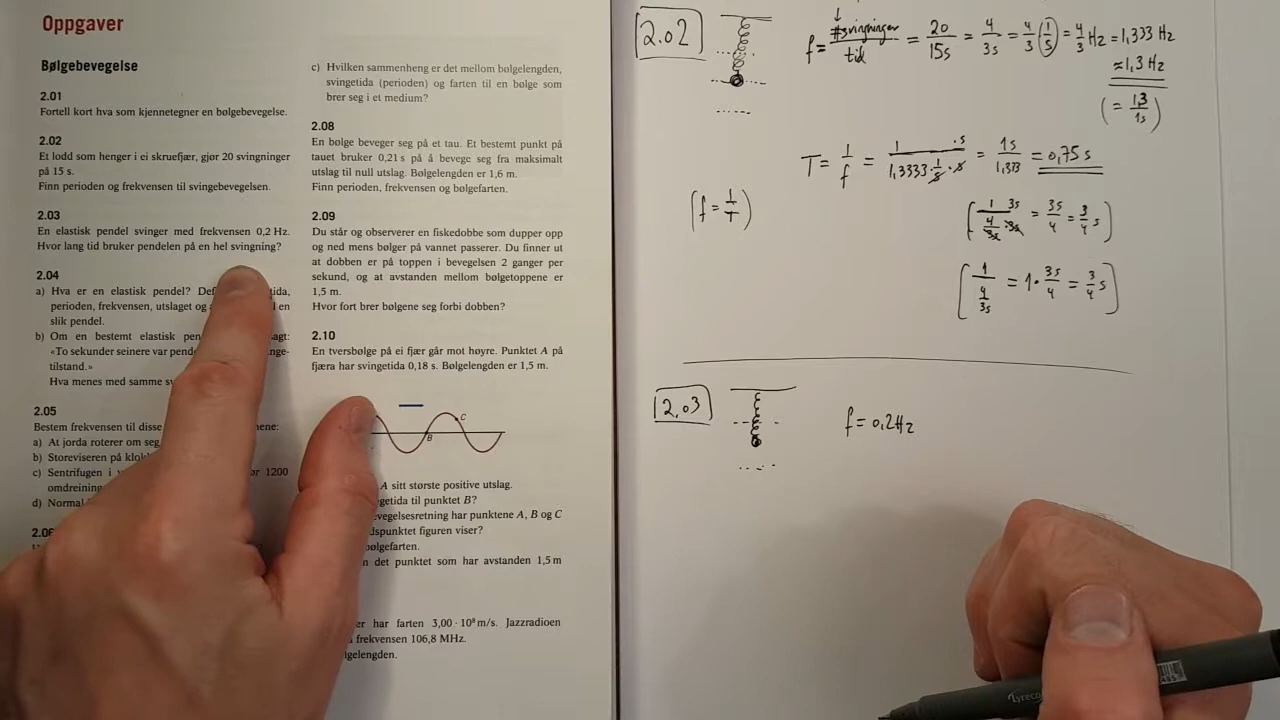 Oppgaver
Bølgebevegelse
2.01
Fortell kort hva som kjennetegner en bølgebevegelse.
2.02
Et lodd som henger i ei skruefjær, gjør 20 svingninger
på 15 s.
Finn perioden og frekvensen til svingebevegelsen.
2.03
En elastisk pendel svinger med frekvensen 0,2 Hz.
Hvor lang tid bruker pendelen på en hel svingning?
2.04
a) Hva er en elastisk pendel? tida,
perioden, frekvensen, utslaget og en
slik pendel.
b) Om en bestemt elastisk agt:
«To sekunder seinere var nge-
tilstand.»
Hva menes med samme
2.05
Bestem frekvensen til disse ne:
a) At jorda roterer om seg
b) Storeviseren på
c) Sentrifugen i ør 1200
d)
c) Hvilken sammenheng er det mellom bølgelengden,
svingetida (perioden) og farten til en bølge som
brer seg i et medium?
2.08
En bølge beveger seg på et tau. Et bestemt punkt på
tauet bruker 0,21 s på å bevege seg fra maksimalt
utslag til null utslag. Bølgelengden er 1,6 m.
Finn perioden, frekvensen og bølgefarten.
2.09
Du står og observerer en fiskedobbe som dupper opp
og ned mens bølger på vannet passerer. Du finner ut
at dobben er på toppen i bevegelsen 2 ganger per
sekund, og at avstanden mellom bølgetoppene er
1,5 m.
Hvor fort brer bølgene seg forbi dobben?
2.10
En tversbølge på ei fjær går mot høyre. Punktet A på
fjæra har svingetida 0,18 s. Bølgelengden er 1,5 m.
B C
A sitt største positive utslag.
getida til punktet B?
evegelsesretning har punktene A, B og C
dspunktet figuren viser?
ølgefarten.
n det punktet som har avstanden 1,5 m
er har farten 3,00 · 10⁸ m/s. Jazzradioen
frekvensen 106,8 MHz.
lgelengden.
2.02
f = #svingninger/tid = 20/15s = 4/3s = 4/3 (1/s) = 4/3 Hz = 1,333 Hz
≈ 1,3 Hz
(= 1,3/1s)
T = 1/f = 1 · s/1,3333 · 1/s · s = 1s/1,333 = 0,75 s
(f = 1/T)
(1 · 3s/4/3s · 3s = 3s/4 = 3/4 s)
(1/4/3s = 1 · 3s/4 = 3/4 s)
2.03
f = 0,2 Hz